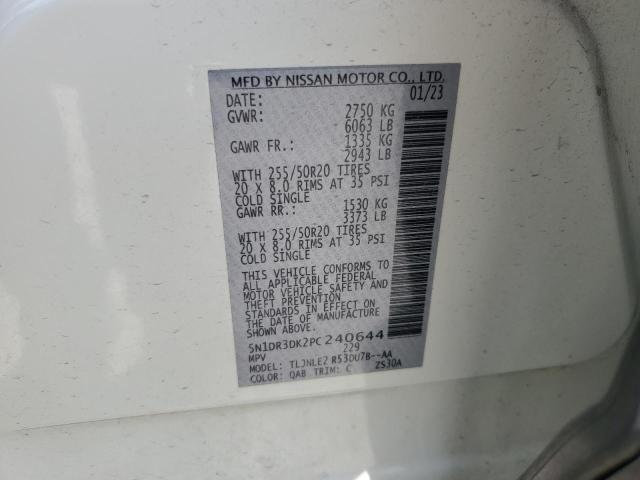 MFD BY NISSAN MOTOR CO., LTD.
DATE: 01/23
GVWR: 2750 KG
6063 LB
GAWR FR.: 1335 KG
2943 LB
WITH 255/50R20 TIRES
20 X 8.0 RIMS AT 35 PSI
COLD SINGLE
GAWR RR.: 1530 KG
3373 LB
WITH 255/50R20 TIRES
20 X 8.0 RIMS AT 35 PSI
COLD SINGLE
THIS VEHICLE CONFORMS TO
ALL APPLICABLE FEDERAL
MOTOR VEHICLE SAFETY AND
THEFT PREVENTION
STANDARDS IN EFFECT ON
THE DATE OF MANUFACTURE
SHOWN ABOVE.
5N1DR3DK2PC240644
MPV 229
MODEL: TLJNLE2 R53DU7B--AA
COLOR: QAB TRIM: C ZS30A